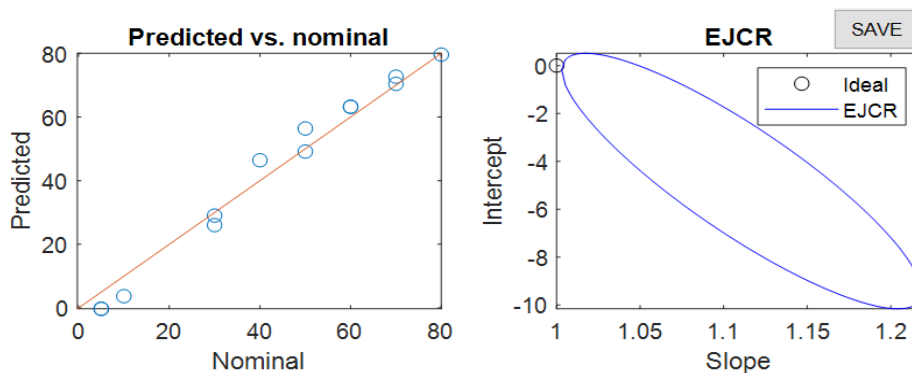 SAVE
Predicted vs. nominal
80
60
40
20
0
Predicted
0 20 40 60 80
Nominal
EJCR
Ideal
EJCR
0
-2
-4
-6
-8
-10
Intercept
1 1.05 1.1 1.15 1.2
Slope